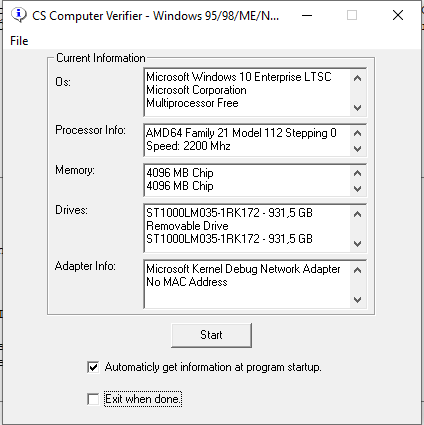 CS Computer Verifier - Windows 95/98/ME/N...
File
Current Information
Os:
Microsoft Windows 10 Enterprise LTSC
Microsoft Corporation
Multiprocessor Free
Processor Info:
AMD64 Family 21 Model 112 Stepping 0
Speed: 2200 Mhz
Memory:
4096 MB Chip
4096 MB Chip
Drives:
ST1000LM035-1RK172 - 931,5 GB
Removable Drive
ST1000LM035-1RK172 - 931,5 GB
Adapter Info:
Microsoft Kernel Debug Network Adapter
No MAC Address
Start
Automaticly get information at program startup.
Exit when done.